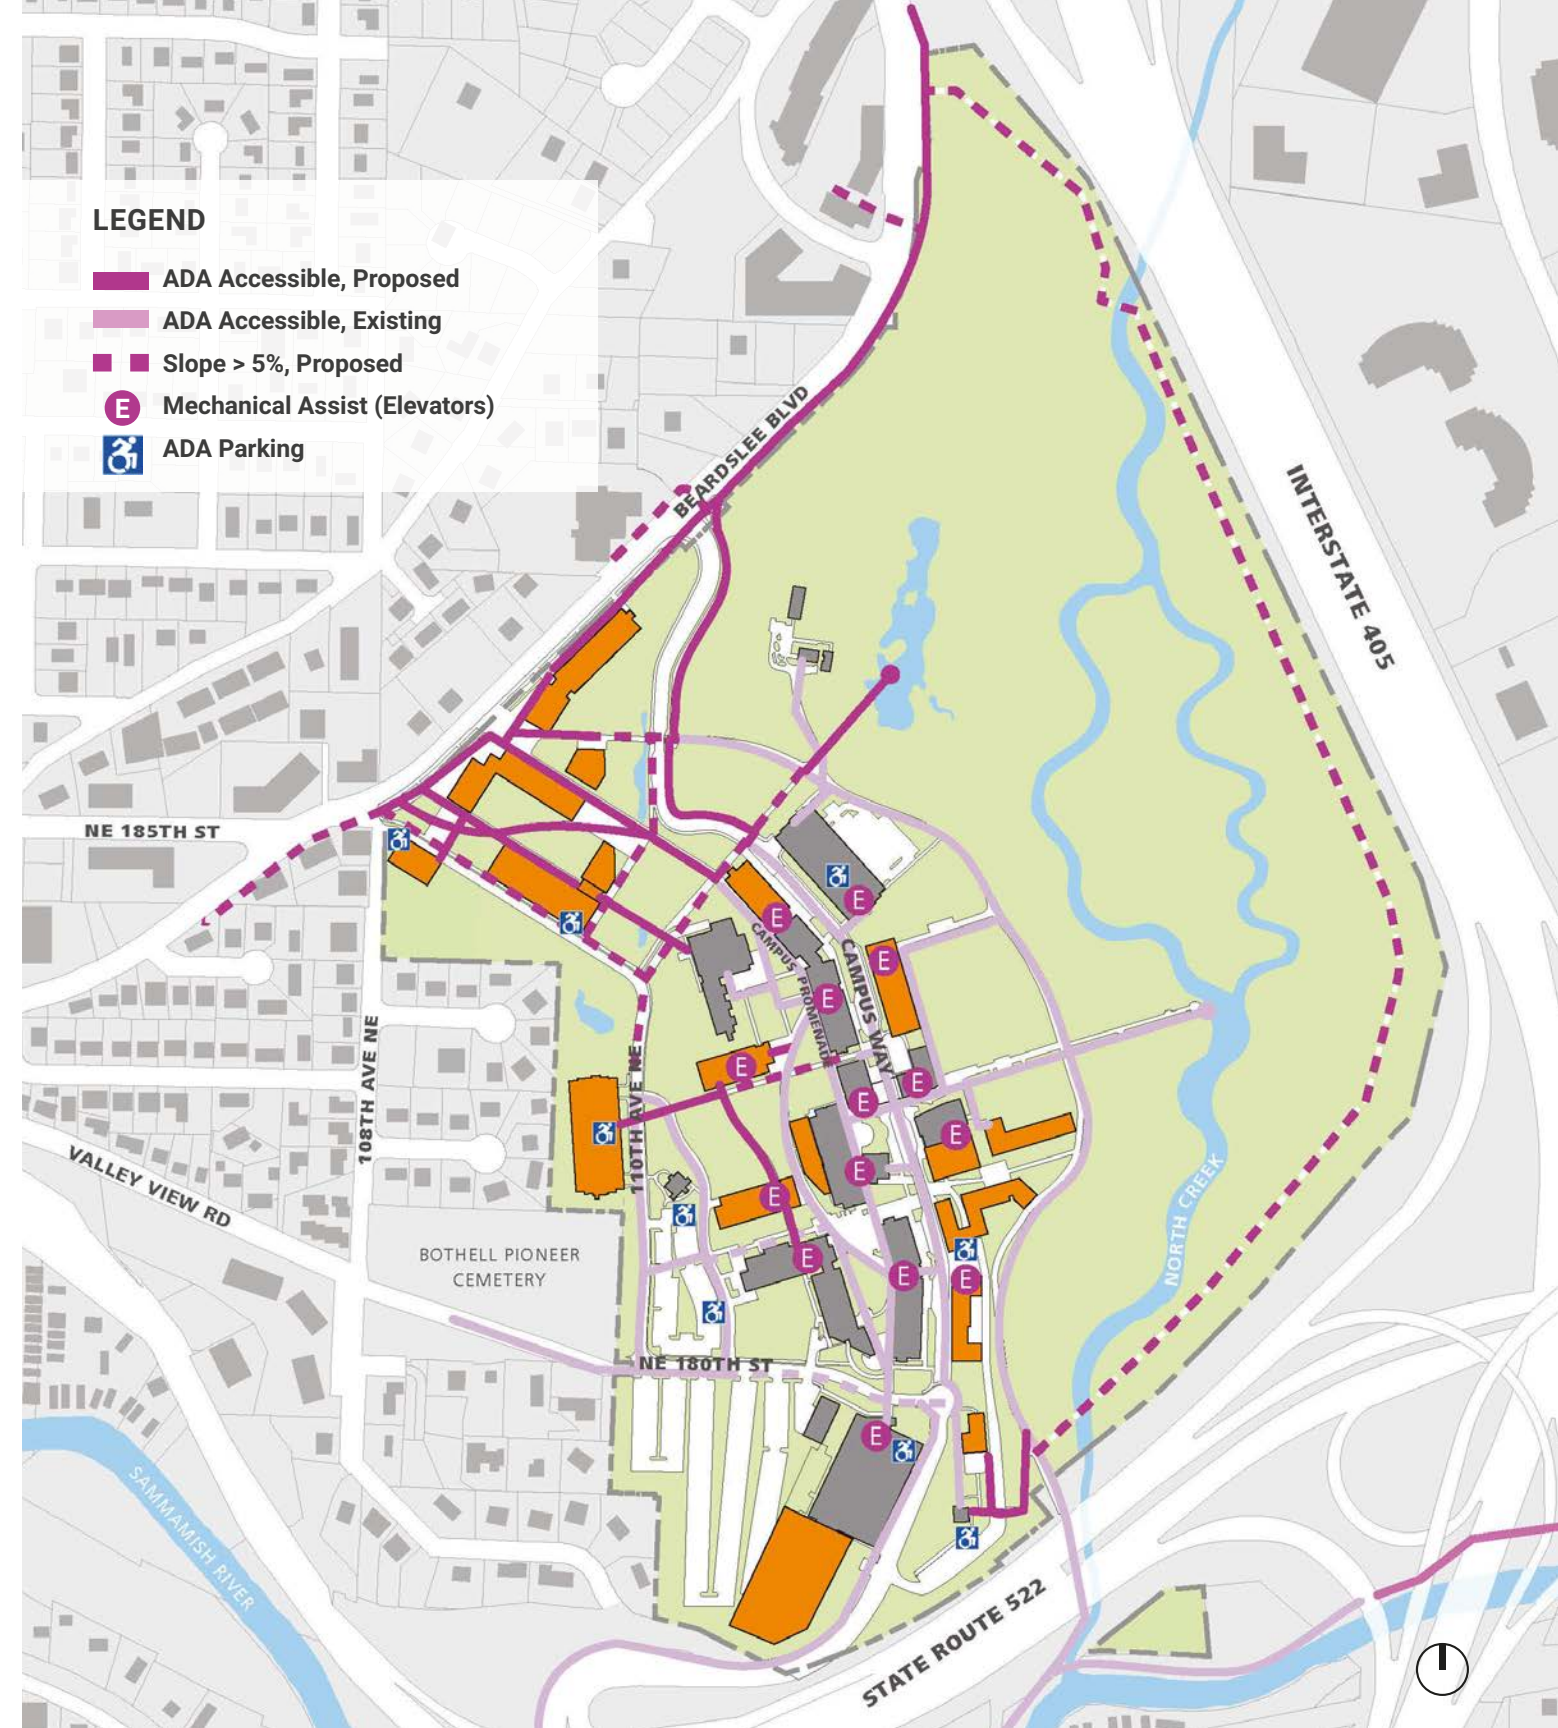 LEGEND
ADA Accessible, Proposed
ADA Accessible, Existing
Slope > 5%, Proposed
E
Mechanical Assist (Elevators)
ADA Parking
BEARDSLEE BLVD
INTERSTATE 405
NE 185TH ST
E
E
CAMPUS PROMENADE
CAMPUS WAY
E
E
108TH AVE NE
110TH AVE NE
E
E
E
E
VALLEY VIEW RD
E
E
NORTH CREEK
BOTHELL PIONEER
CEMETERY
E
E
E
NE 180TH ST
E
SAMMAMISH RIVER
STATE ROUTE 522